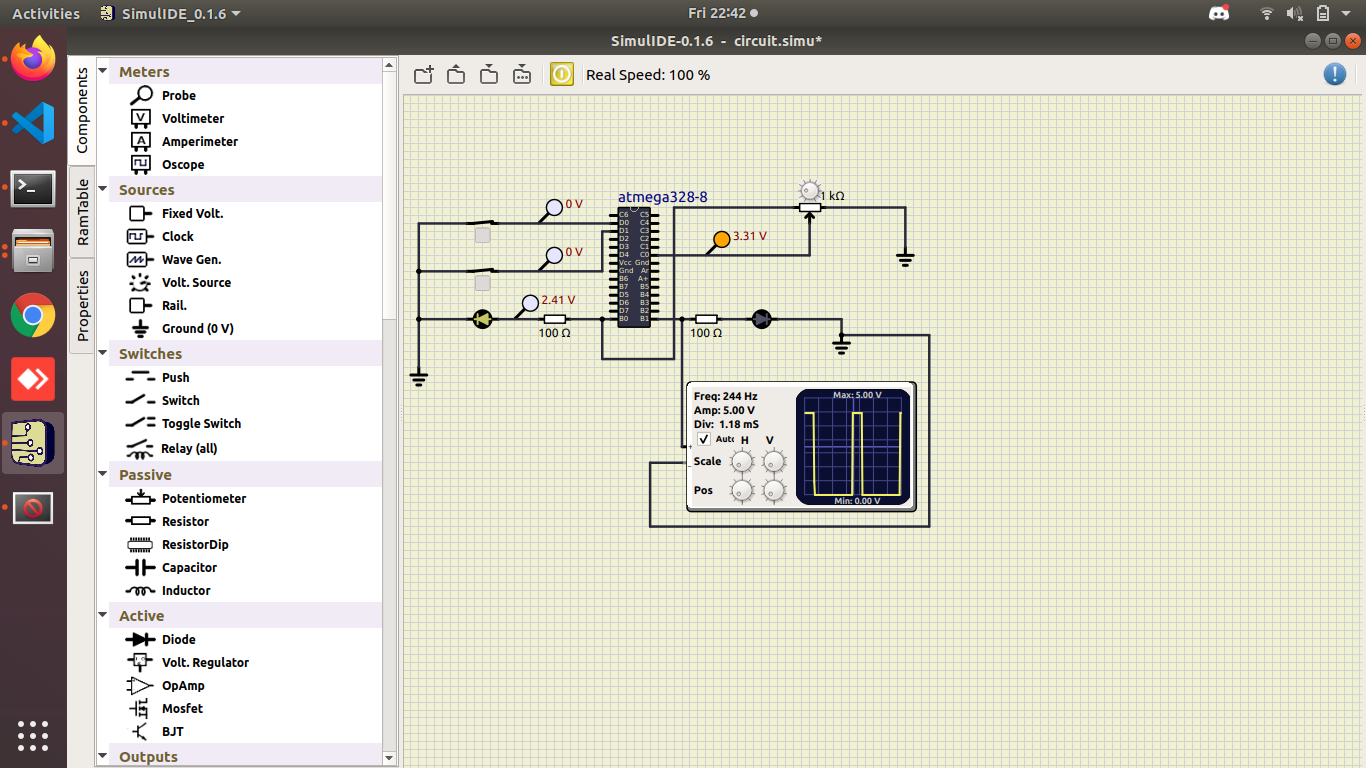 Activities
SimulIDE_0.1.6
Fri 22:42
SimulIDE-0.1.6 - circuit.simu*
Components
RamTable
Properties
Meters
Probe
Voltimeter
Amperimeter
Oscope
Sources
Fixed Volt.
Clock
Wave Gen.
Volt. Source
Rail.
Ground (0 V)
Switches
Push
Switch
Toggle Switch
Relay (all)
Passive
Potentiometer
Resistor
ResistorDip
Capacitor
Inductor
Active
Diode
Volt. Regulator
OpAmp
Mosfet
BJT
Outputs
Real Speed: 100 %
atmega328-8
1 kΩ
0 V
3.31 V
0 V
2.41 V
100 Ω
100 Ω
C6 C5
D0 C4
D1 C3
D2 C2
D3 C1
D4 C0
Vcc Gnd
Gnd Ar
B6 A+
B7 B5
D5 B4
D6 B3
D7 B2
B0 B1
Freq: 244 Hz
Amp: 5.00 V
Div: 1.18 mS
Auto H V
Scale
Pos
Max: 5.00 V
Min: 0.00 V